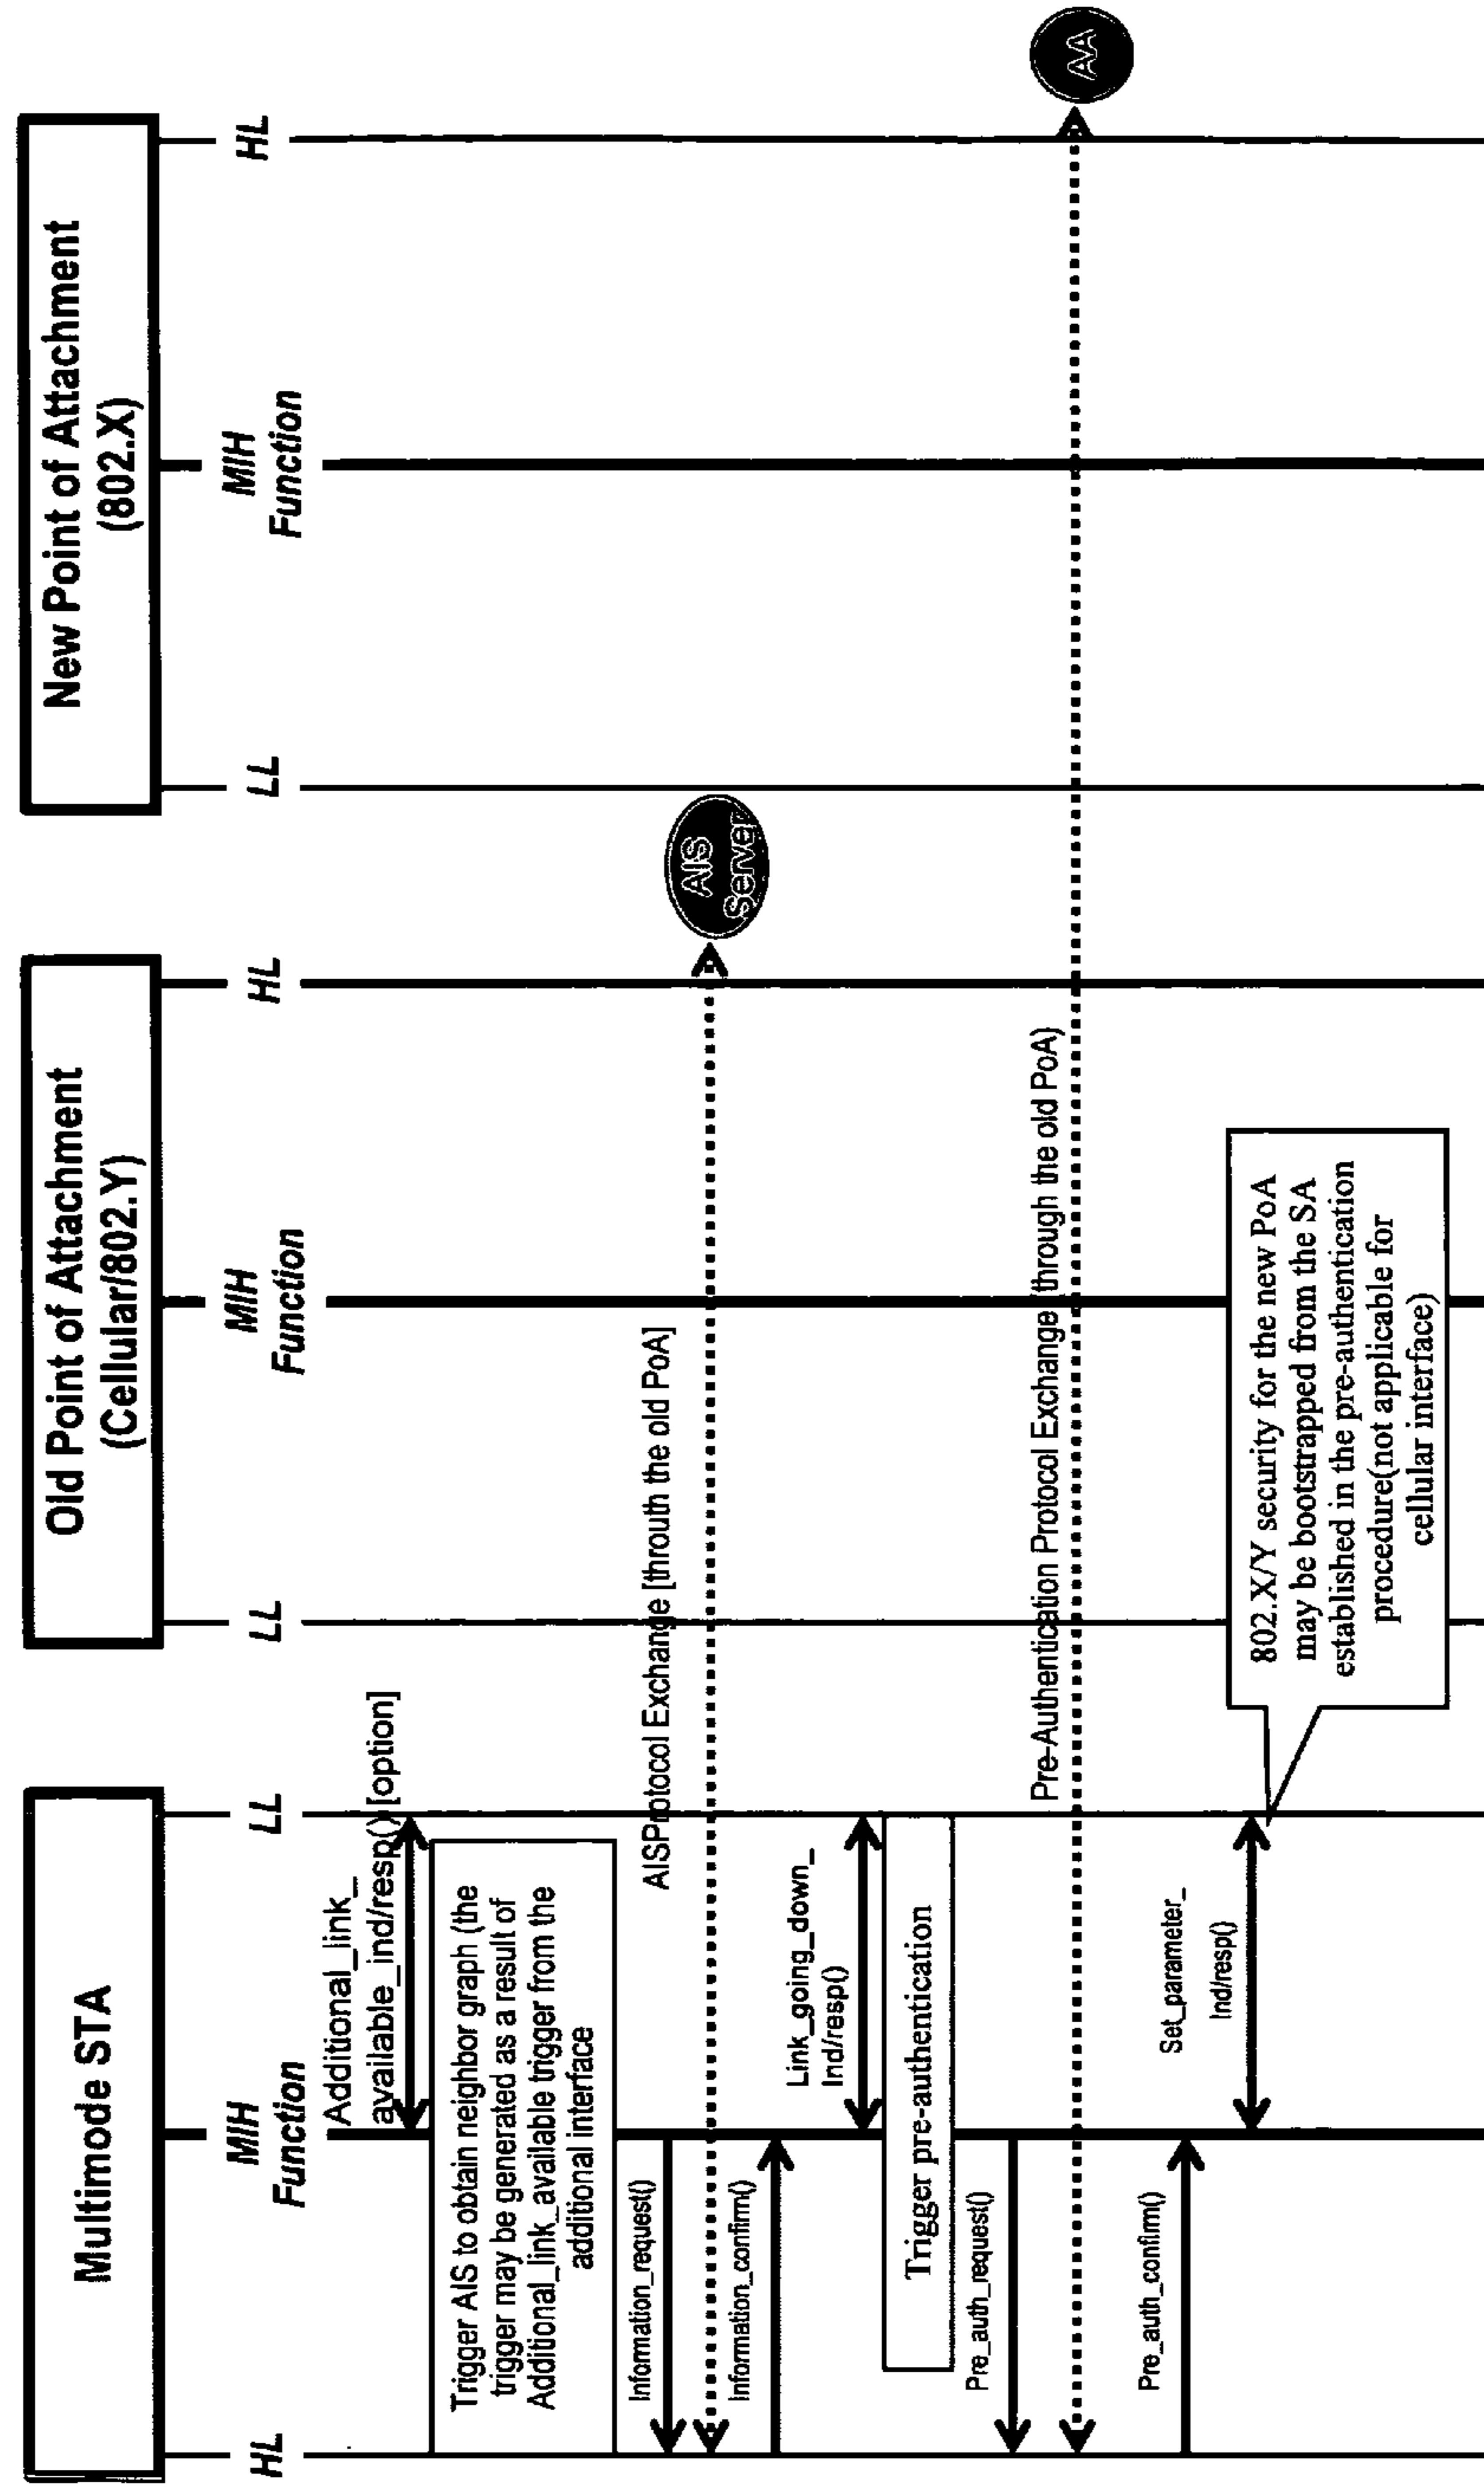 Multimode STA
Old Point of Attachment
(Cellular/802.Y)
New Point of Attachment
(802.X)
HL
MIH
Function
LL
LL
MIH
Function
HL
LL
MIH
Function
HL
Additional_link_
available_ind/resp() [option]
Trigger AIS to obtain neighbor graph (the
trigger may be generated as a result of
Additional_link_available trigger from the
additional interface
Information_request()
AISProtocol Exchange [throuth the old PoA]
AIS
Server
Information_confirm()
Link_going_down_
Ind/resp()
Trigger pre-authentication
Pre_auth_request()
Pre-Authentication Protocol Exchange (through the old PoA)
AA
Pre_auth_confirm()
Set_parameter_
Ind/resp()
802.X/Y security for the new PoA
may be bootstrapped from the SA
established in the pre-authentication
procedure(not applicable for
cellular interface)